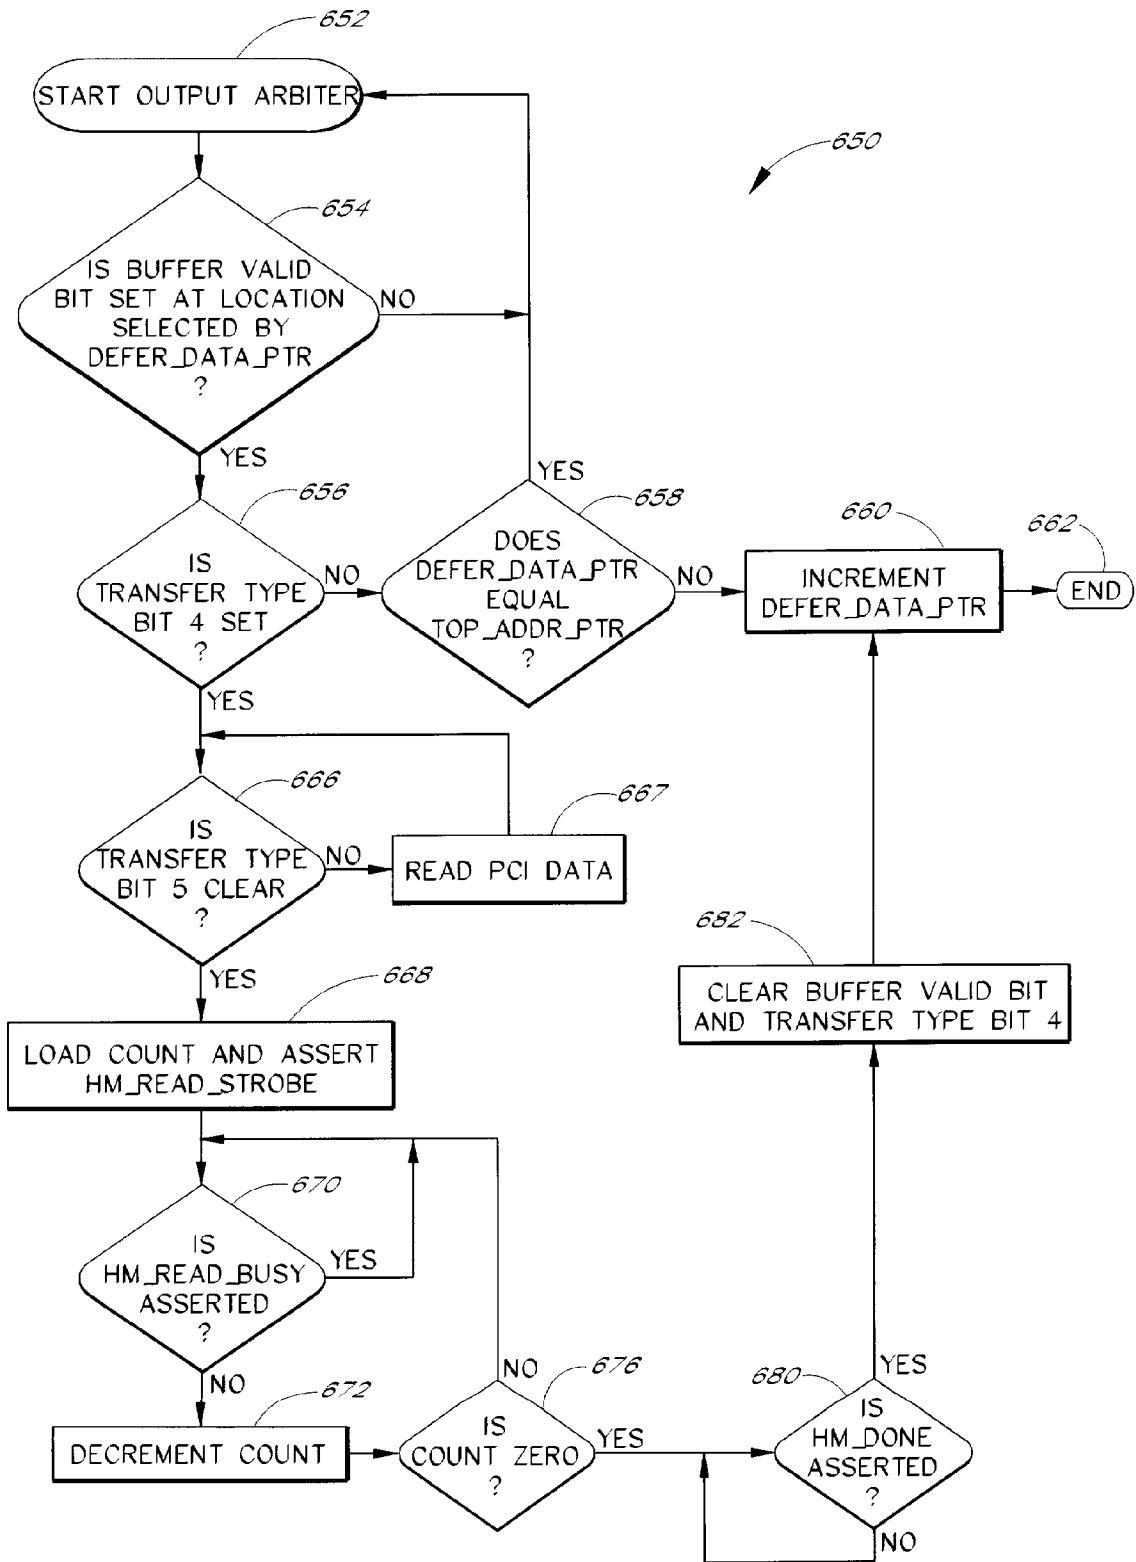 652
START OUTPUT ARBITER
650
654
IS BUFFER VALID
BIT SET AT LOCATION
SELECTED BY
DEFER_DATA_PTR
?
NO
YES
656
IS
TRANSFER TYPE
BIT 4 SET
?
NO
YES
YES
658
DOES
DEFER_DATA_PTR
EQUAL
TOP_ADDR_PTR
?
NO
660
INCREMENT
DEFER_DATA_PTR
662
END
666
IS
TRANSFER TYPE
BIT 5 CLEAR
?
NO
YES
667
READ PCI DATA
668
LOAD COUNT AND ASSERT
HM_READ_STROBE
682
CLEAR BUFFER VALID BIT
AND TRANSFER TYPE BIT 4
670
IS
HM_READ_BUSY
ASSERTED
?
YES
NO
672
DECREMENT COUNT
NO
676
IS
COUNT ZERO
?
YES
YES
680
IS
HM_DONE
ASSERTED
?
NO